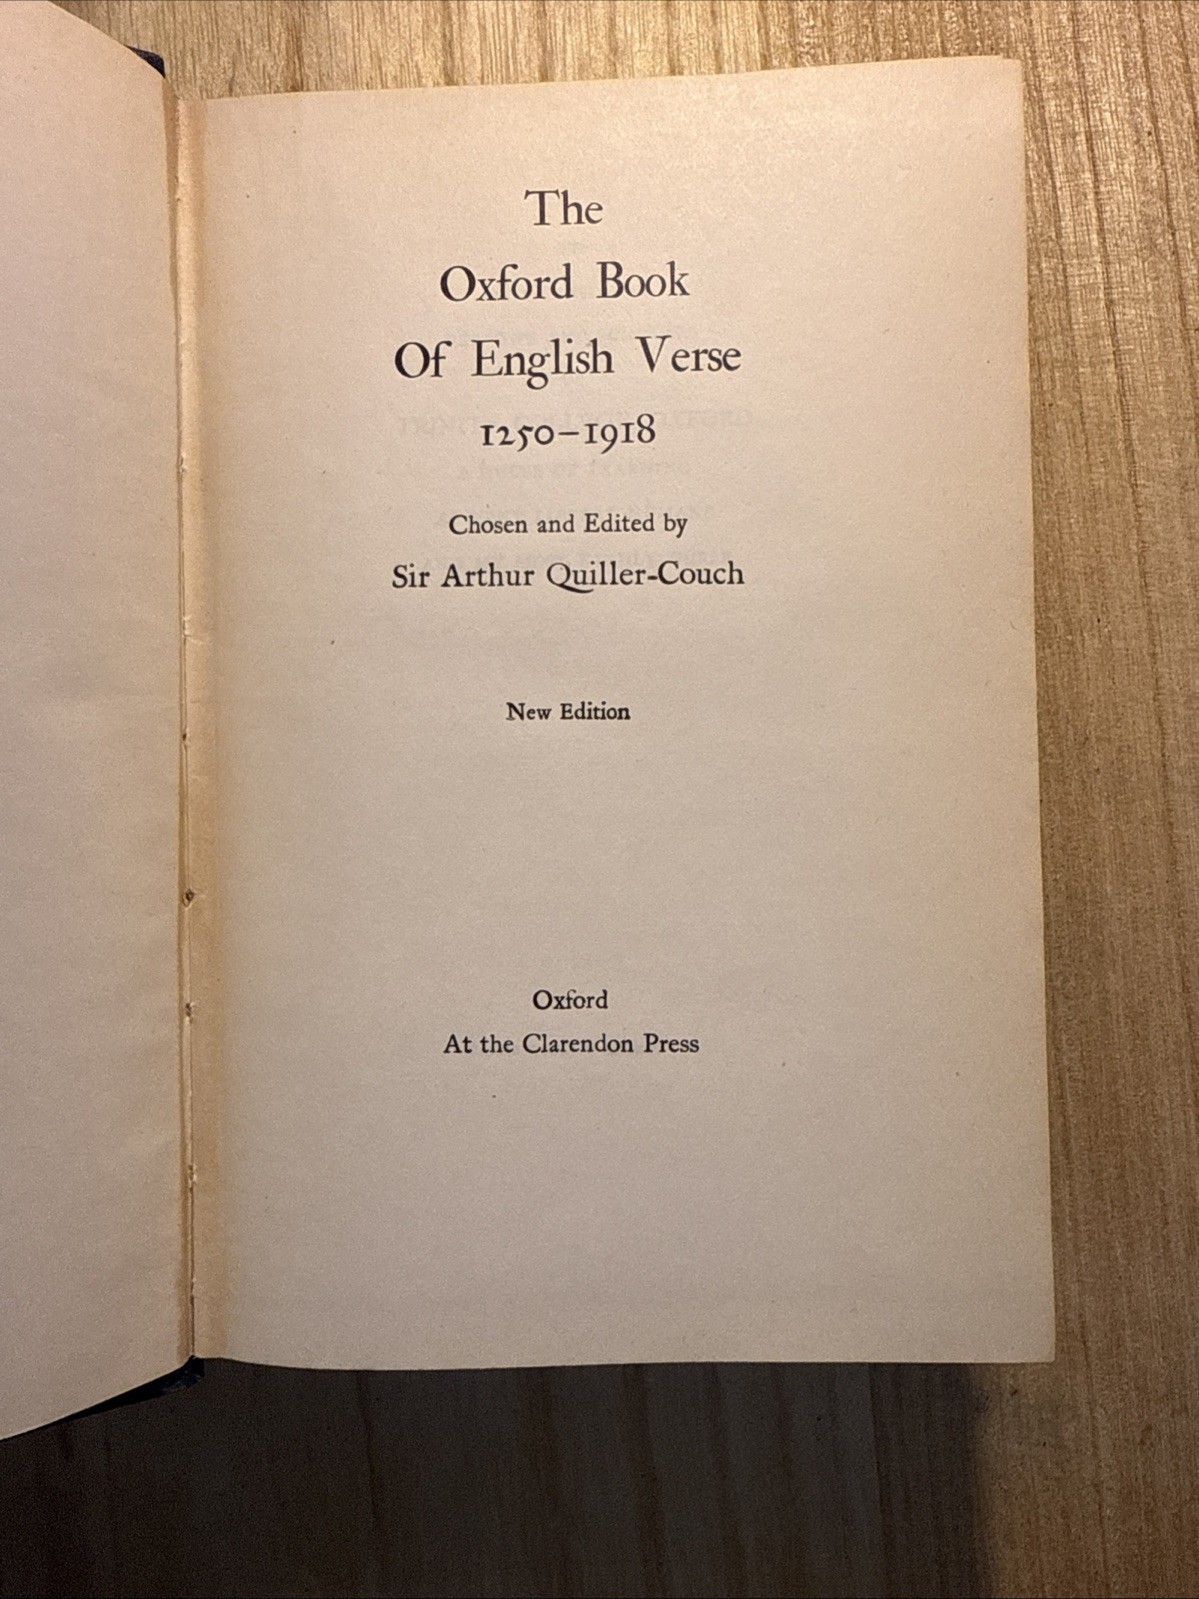 The
Oxford Book
Of English Verse
1250–1918
Chosen and Edited by
Sir Arthur Quiller-Couch
New Edition
Oxford
At the Clarendon Press